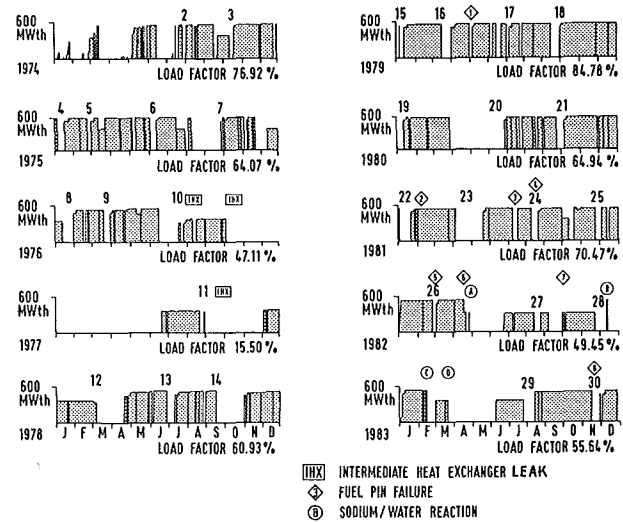 600
MWth
2 3
1974
LOAD FACTOR 76.92 %
600
MWth
4 5 6 7
1975
LOAD FACTOR 64.07 %
600
MWth
8 9 10 IHX IHX
1976
LOAD FACTOR 47.11 %
600
MWth
11 IHX
1977
LOAD FACTOR 15.50 %
600
MWth
12 13 14
1978
J F M A M J J A S O N D
LOAD FACTOR 60.93 %
600
MWth
15 16 1 17 18
1979
LOAD FACTOR 84.78 %
600
MWth
19 20 21
1980
LOAD FACTOR 64.94 %
600
MWth
4
22 2 23 3 24 25
1981
LOAD FACTOR 70.47 %
600
MWth
5 6 7
26 A 27 28 B
1982
LOAD FACTOR 49.45 %
600
MWth
8
C D 29 30
1983
J F M A M J J A S O N D
LOAD FACTOR 55.64 %
IHX INTERMEDIATE HEAT EXCHANGER LEAK
3 FUEL PIN FAILURE
B SODIUM/WATER REACTION